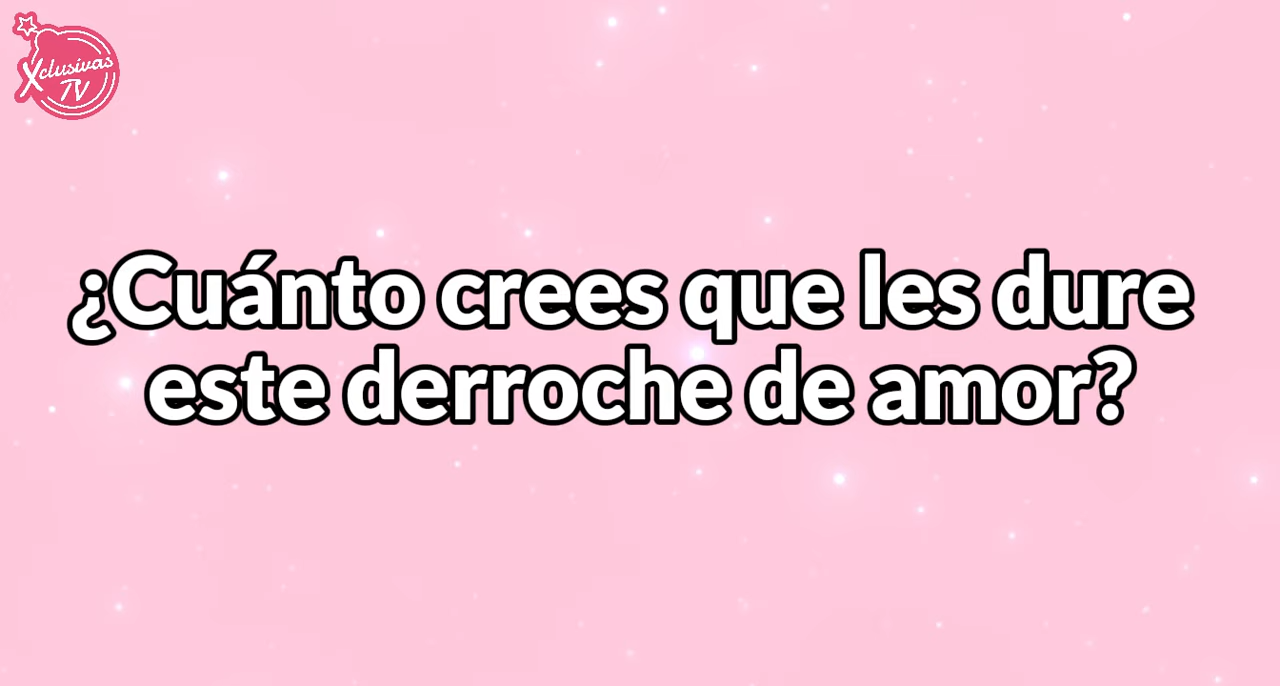 Xclusivas
TV
¿Cuánto crees que les dure
este derroche de amor?